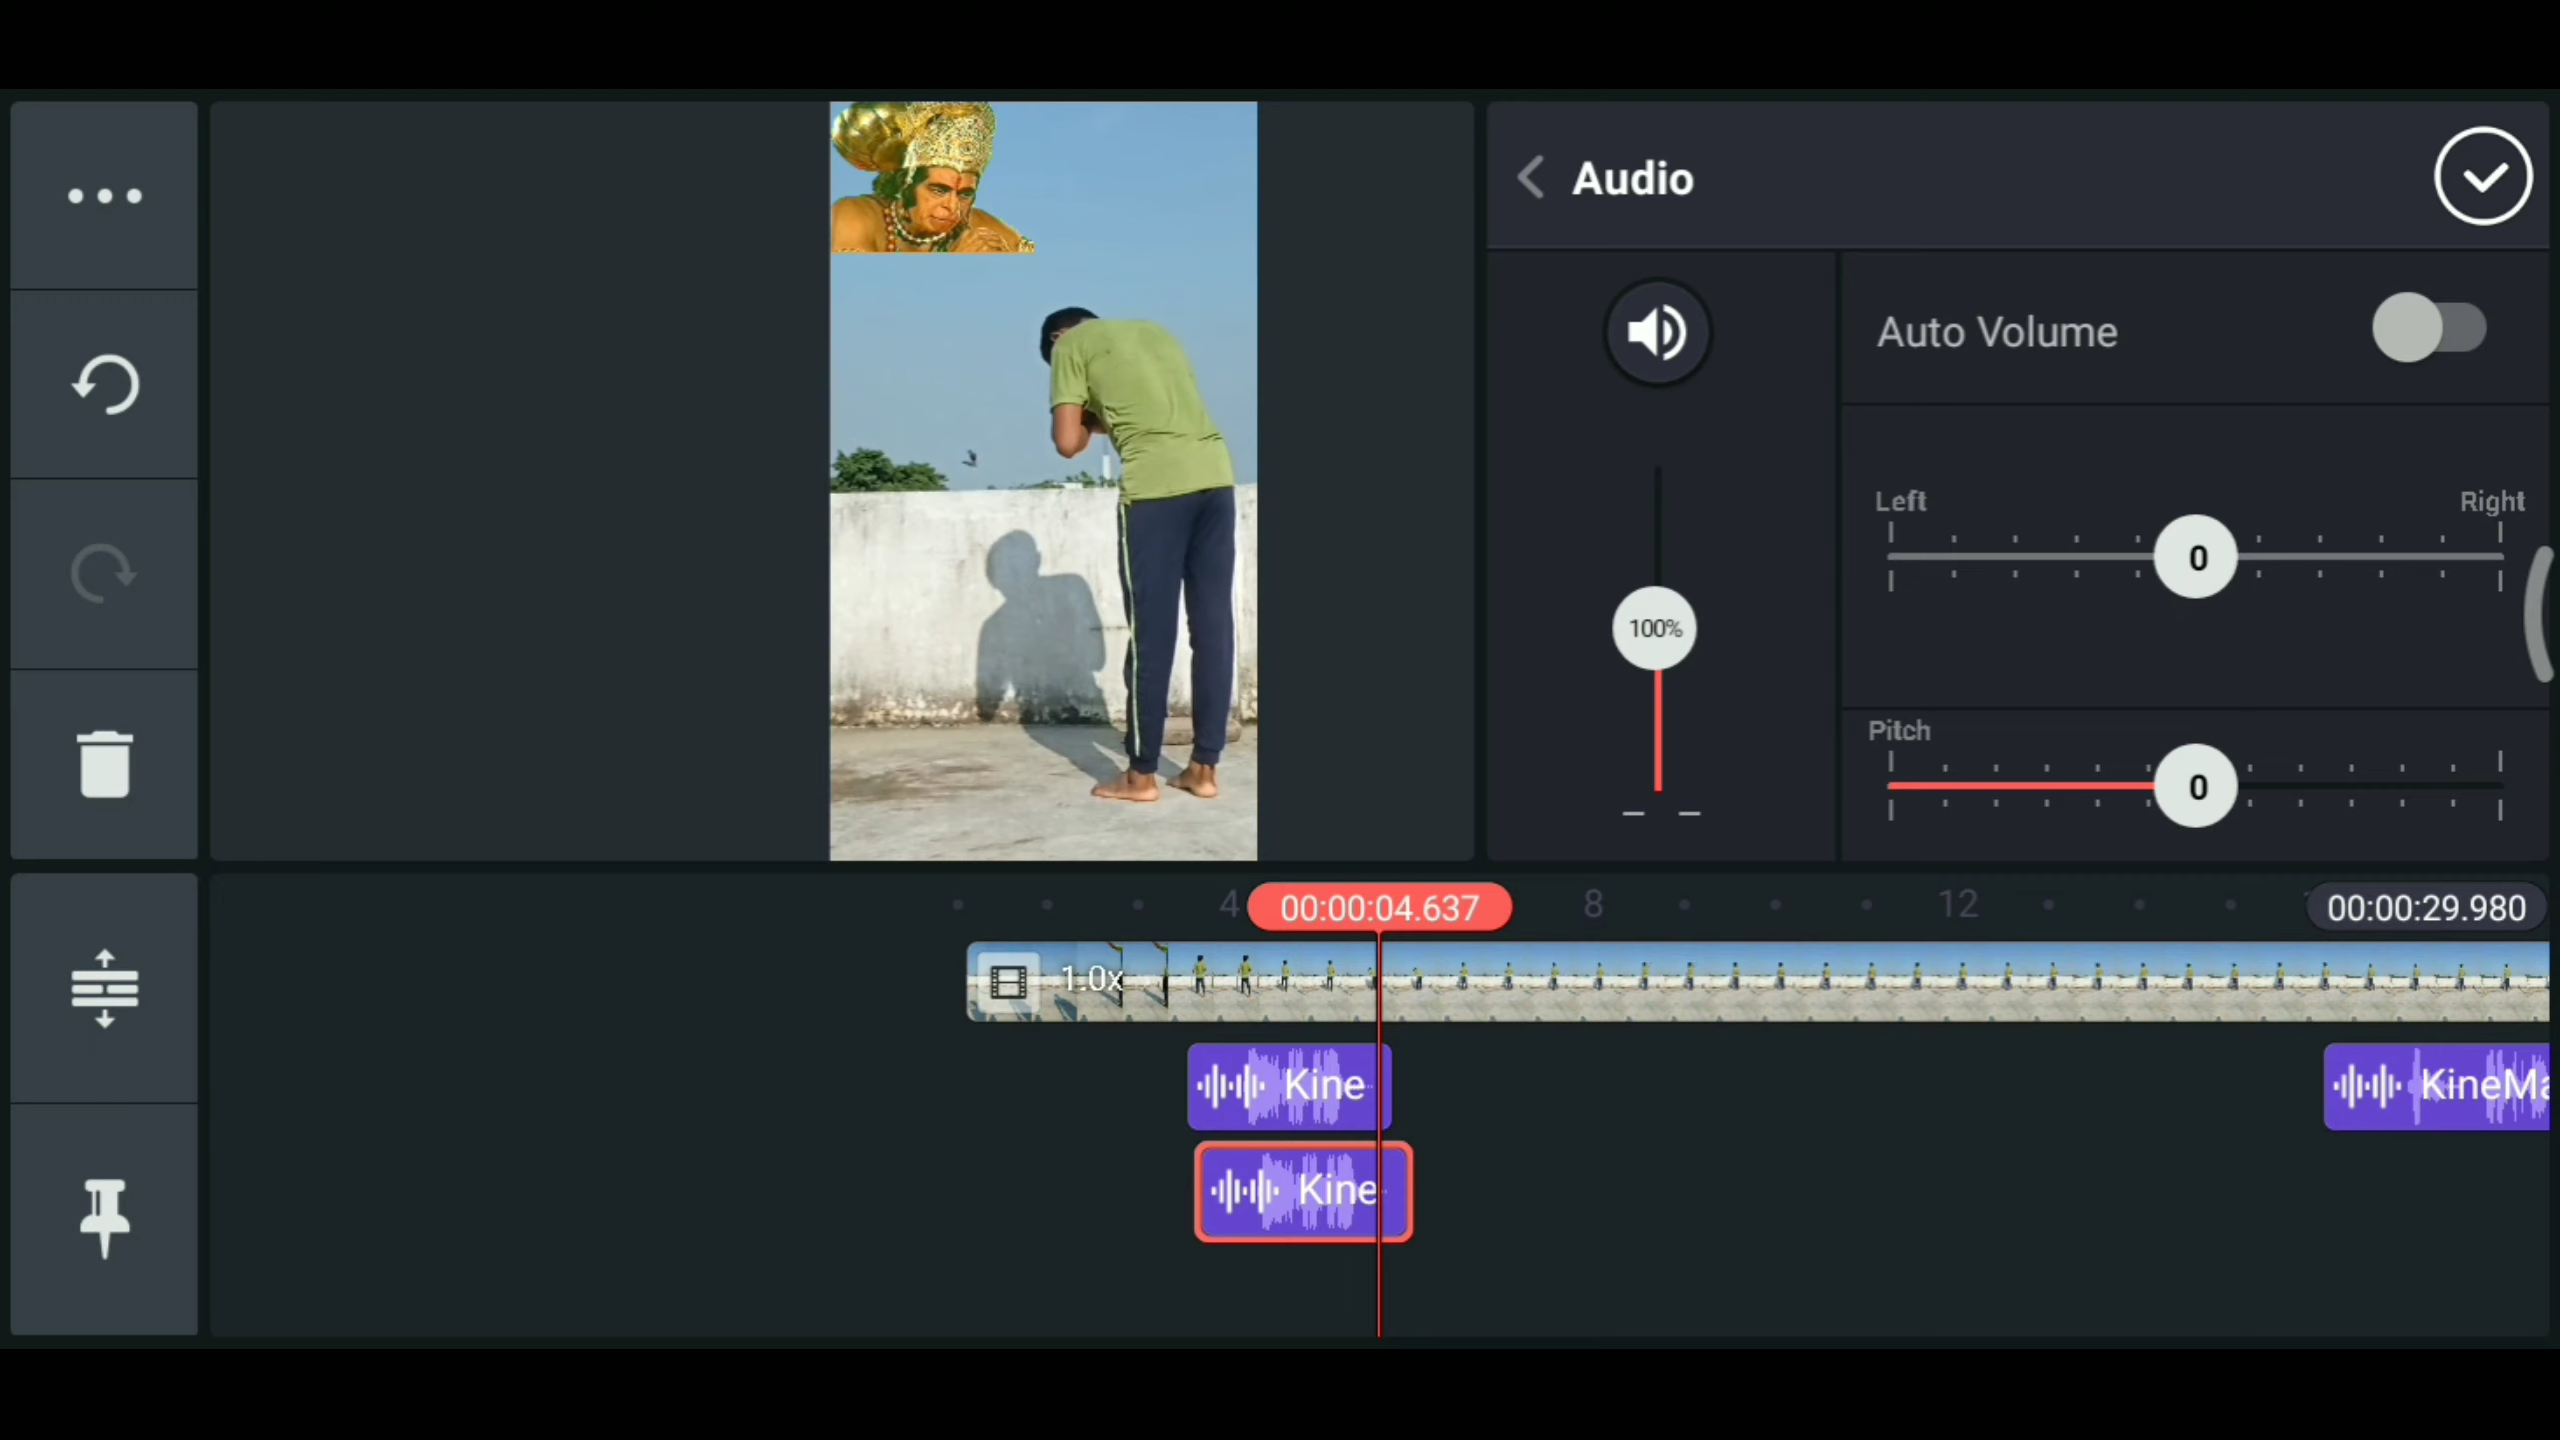 Audio
Auto Volume
Left
Right
0
100%
Pitch
0
4
00:00:04.637
8
12
00:00:29.980
1.0x
Kine
KineMa
Kine